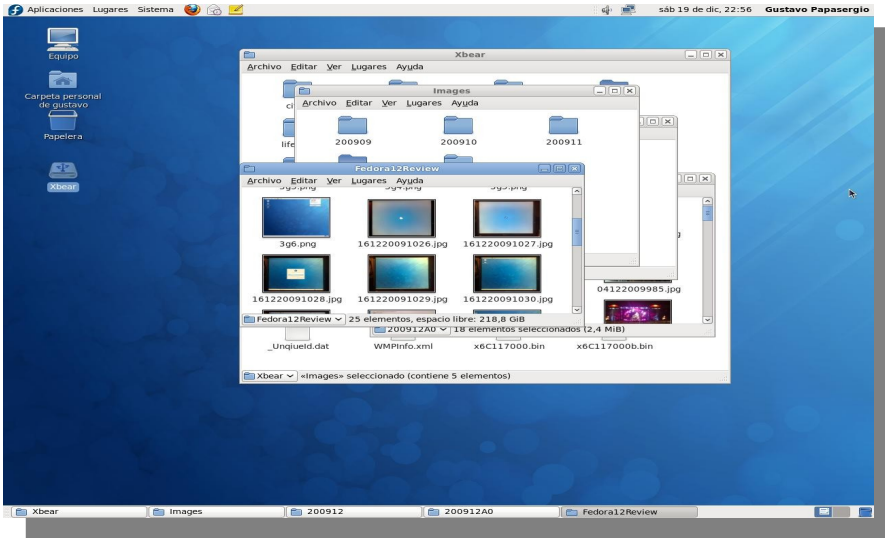 Aplicaciones Lugares Sistema sáb 19 de dic, 22:56 Gustavo Papasergio
Equipo
Carpeta personal
de gustavo
Papelera
Xbear
Xbear
Archivo Editar Ver Lugares Ayuda
Images
Archivo Editar Ver Lugares Ayuda
life
200909 200910 200911
Fedora12Review
Archivo Editar Ver Lugares Ayuda
3g6.png 161220091026.jpg 161220091027.jpg
161220091028.jpg 161220091029.jpg 161220091030.jpg
Fedora12Review 25 elementos, espacio libre: 218,8 GiB
04122009985.jpg
200912A0 18 elementos seleccionados (2,4 MiB)
_UnqiueId.dat WMPInfo.xml x6C117000.bin x6C117000b.bin
Xbear «Images» seleccionado (contiene 5 elementos)
Xbear Images 200912 200912A0 Fedora12Review